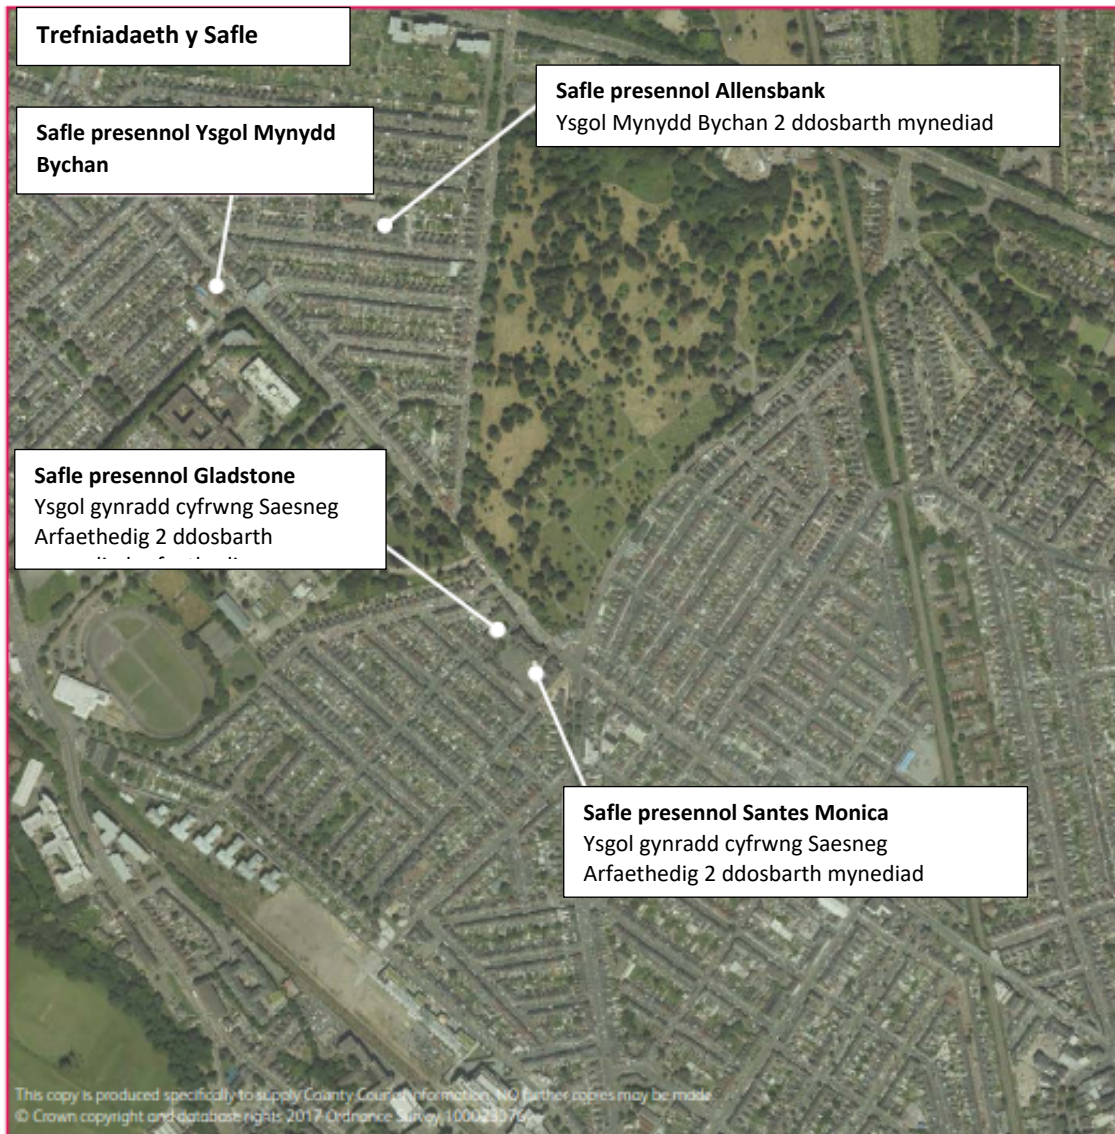 Trefniadaeth y Safle
Safle presennol Allensbank
Ysgol Mynydd Bychan 2 ddosbarth mynediad
Safle presennol Ysgol Mynydd
Bychan
Safle presennol Gladstone
Ysgol gynradd cyfrwng Saesneg
Arfaethedig 2 ddosbarth
Safle presennol Santes Monica
Ysgol gynradd cyfrwng Saesneg
Arfaethedig 2 ddosbarth mynediad
This copy is produced specifically to supply County Council information. NO further copies may be made.
© Crown copyright and database rights 2017 Ordnance Survey